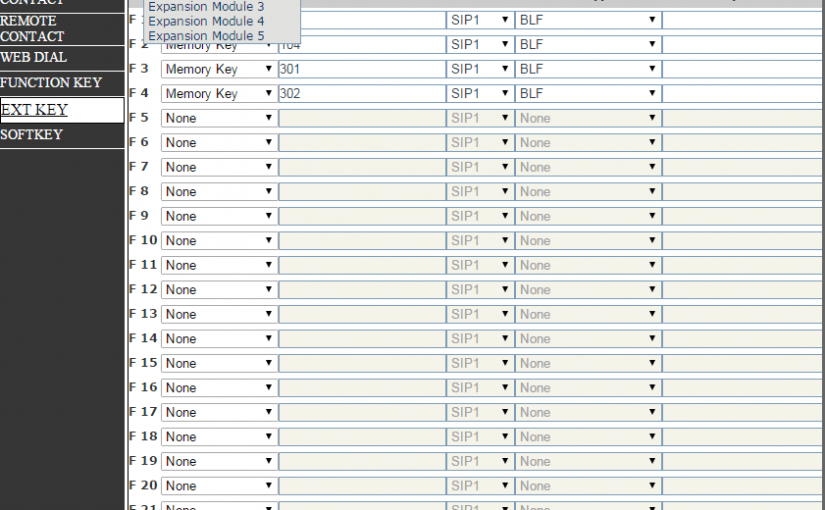 CONTACT
REMOTE
CONTACT
WEB DIAL
FUNCTION KEY
EXT KEY
SOFTKEY
Expansion Module 3
Expansion Module 4
Expansion Module 5
F 1 SIP1 BLF
F 2 Memory Key 104 SIP1 BLF
F 3 Memory Key 301 SIP1 BLF
F 4 Memory Key 302 SIP1 BLF
F 5 None SIP1 None
F 6 None SIP1 None
F 7 None SIP1 None
F 8 None SIP1 None
F 9 None SIP1 None
F 10 None SIP1 None
F 11 None SIP1 None
F 12 None SIP1 None
F 13 None SIP1 None
F 14 None SIP1 None
F 15 None SIP1 None
F 16 None SIP1 None
F 17 None SIP1 None
F 18 None SIP1 None
F 19 None SIP1 None
F 20 None SIP1 None
F 21 None SIP1 None